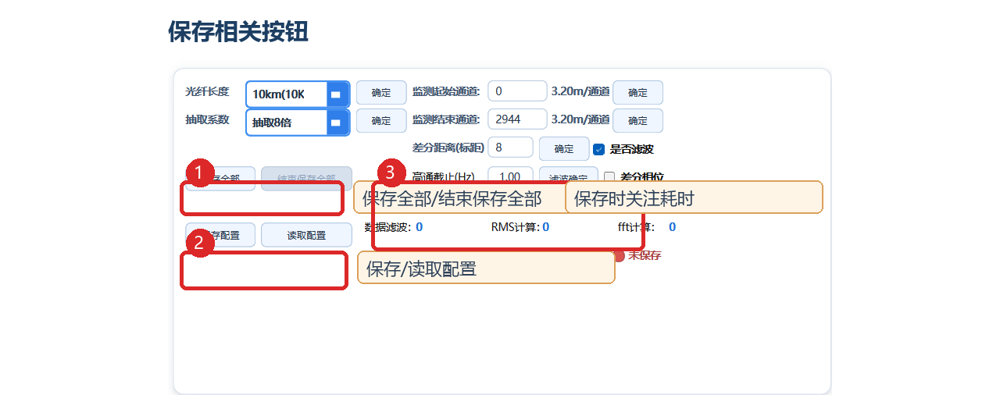 保存相关按钮
光纤长度 10km(10K 确定 监测起始通道: 0 3.20m/通道 确定
抽取系数 抽取8倍 确定 监测结束通道: 2944 3.20m/通道 确定
差分距离(标距) 8 确定 是否滤波
1 存全部 结束保存全部 3 高通截止(Hz) 1.00 滤波确定 差分相位
保存全部/结束保存全部 保存时关注耗时
2 存配置 读取配置 数据滤波: 0 RMS计算: 0 fft计算: 0
保存/读取配置 未保存